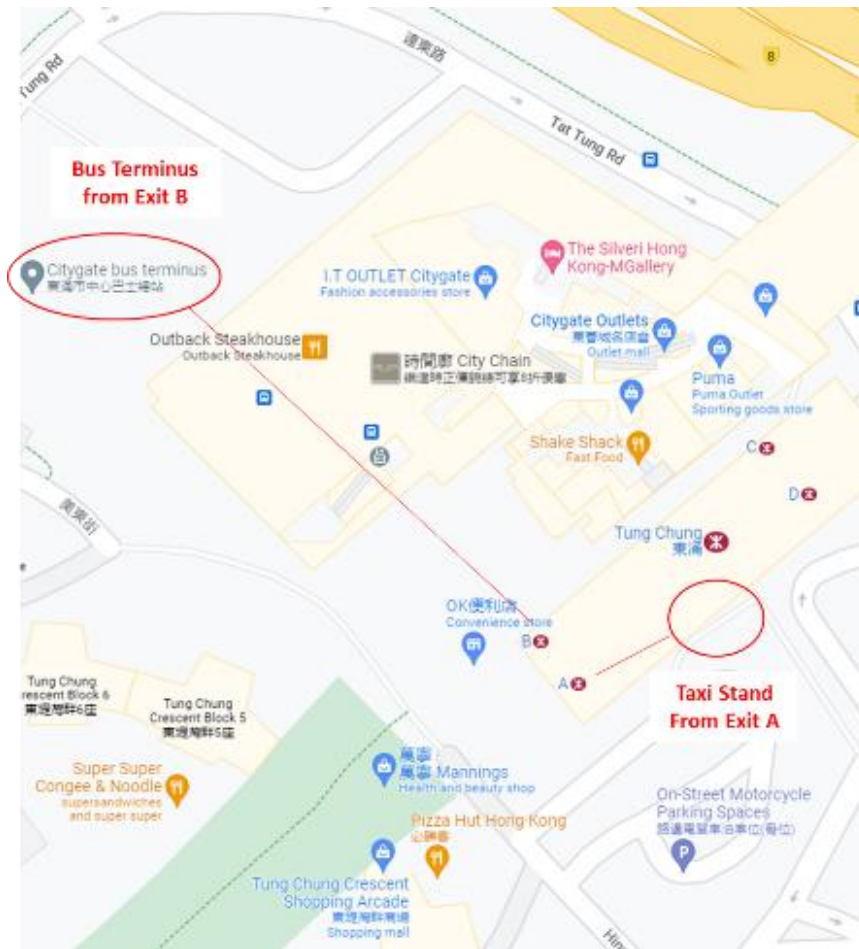 達東路
Tung Rd
8
Tat Tung Rd
Bus Terminus
from Exit B
Citygate bus terminus
東涌市中心巴士總站
The Silveri Hong
Kong-MGallery
I.T OUTLET Citygate
Fashion accessories store
Citygate Outlets
東薈城名店倉
Outlet mall
Outback Steakhouse
Outback Steakhouse
時間廊 City Chain
Puma
Puma Outlet
Sporting goods store
Shake Shack
Fast Food
C
D
美東街
Tung Chung
東涌
OK便利店
Convenience store
B
A
Taxi Stand
From Exit A
Tung Chung
rescent Block 6
東堤灣畔6座
Tung Chung
Crescent Block 5
東堤灣畔5座
萬寧
萬寧 Mannings
Health and beauty shop
Super Super
Congee & Noodle
supersandwiches
and super super
On-Street Motorcycle
Parking Spaces
P
Pizza Hut Hong Kong
必勝客
Tung Chung Crescent
Shopping Arcade
東堤灣畔商場
Shopping mall
Hing